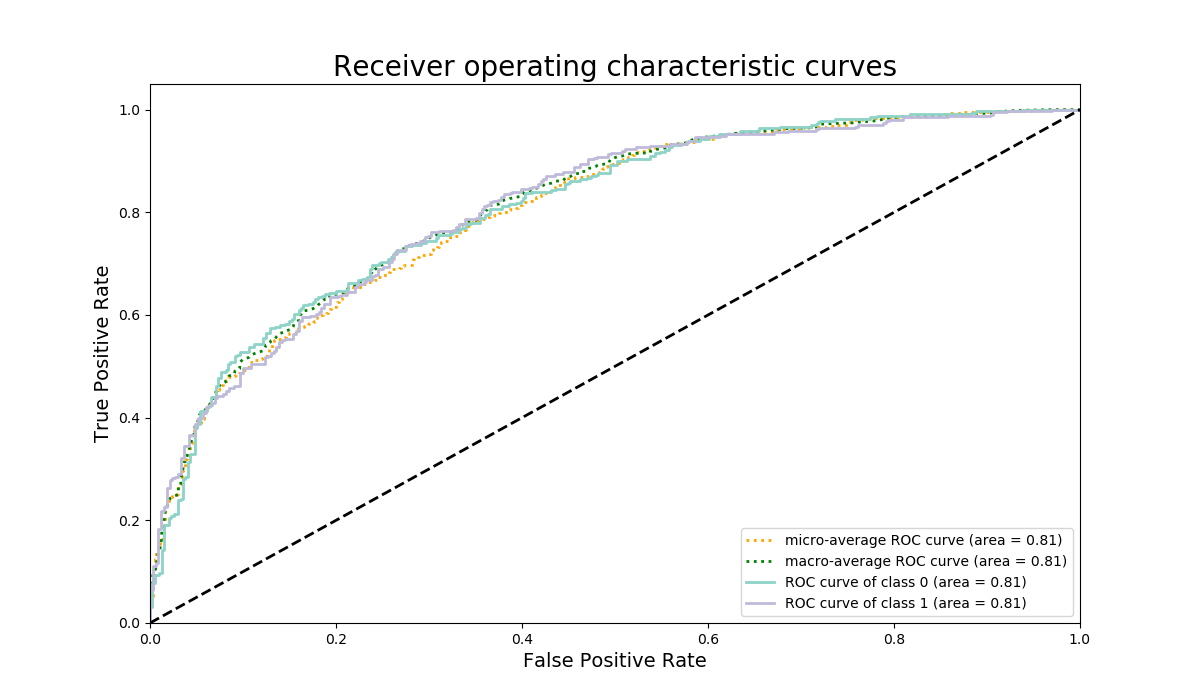 Receiver operating characteristic curves
True Positive Rate
1.0
0.8
0.6
0.4
0.2
0.0
0.0 0.2 0.4 0.6 0.8 1.0
False Positive Rate
micro-average ROC curve (area = 0.81)
macro-average ROC curve (area = 0.81)
ROC curve of class 0 (area = 0.81)
ROC curve of class 1 (area = 0.81)